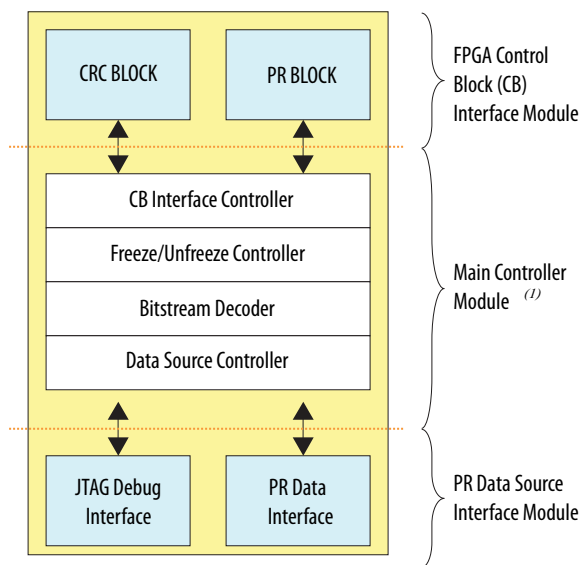 CRC BLOCK
PR BLOCK
FPGA Control
Block (CB)
Interface Module
CB Interface Controller
Freeze/Unfreeze Controller
Bitstream Decoder
Data Source Controller
Main Controller
Module (1)
JTAG Debug
Interface
PR Data
Interface
PR Data Source
Interface Module